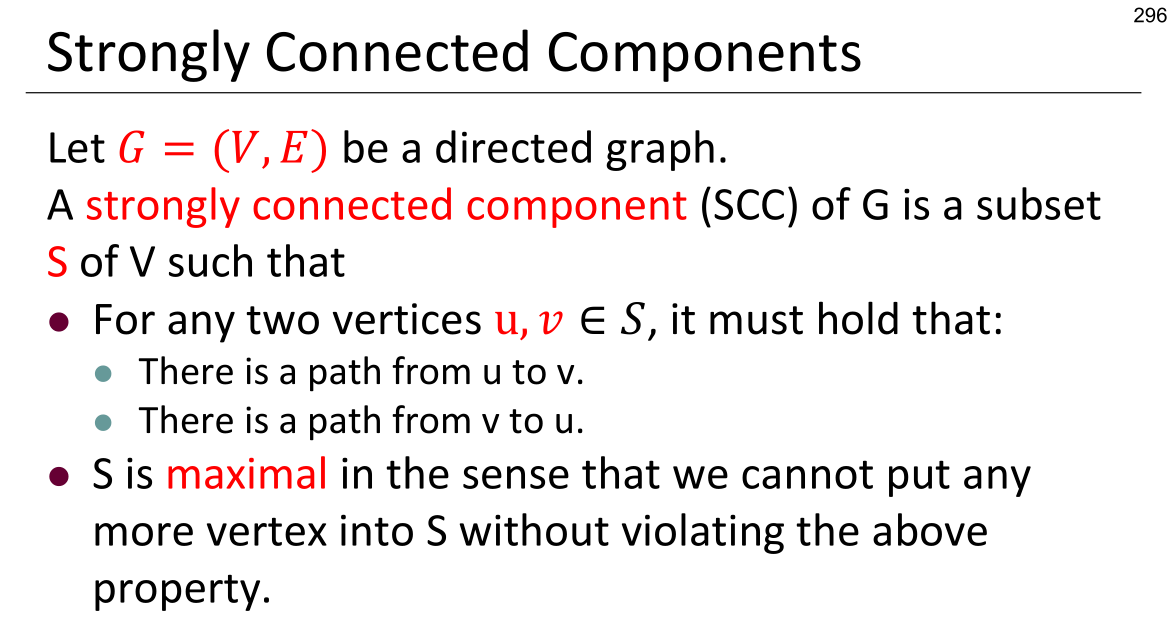 296
Strongly Connected Components
Let G = (V, E) be a directed graph.
A strongly connected component (SCC) of G is a subset
S of V such that
● For any two vertices u, v ∈ S, it must hold that:
● There is a path from u to v.
● There is a path from v to u.
● S is maximal in the sense that we cannot put any
more vertex into S without violating the above
property.